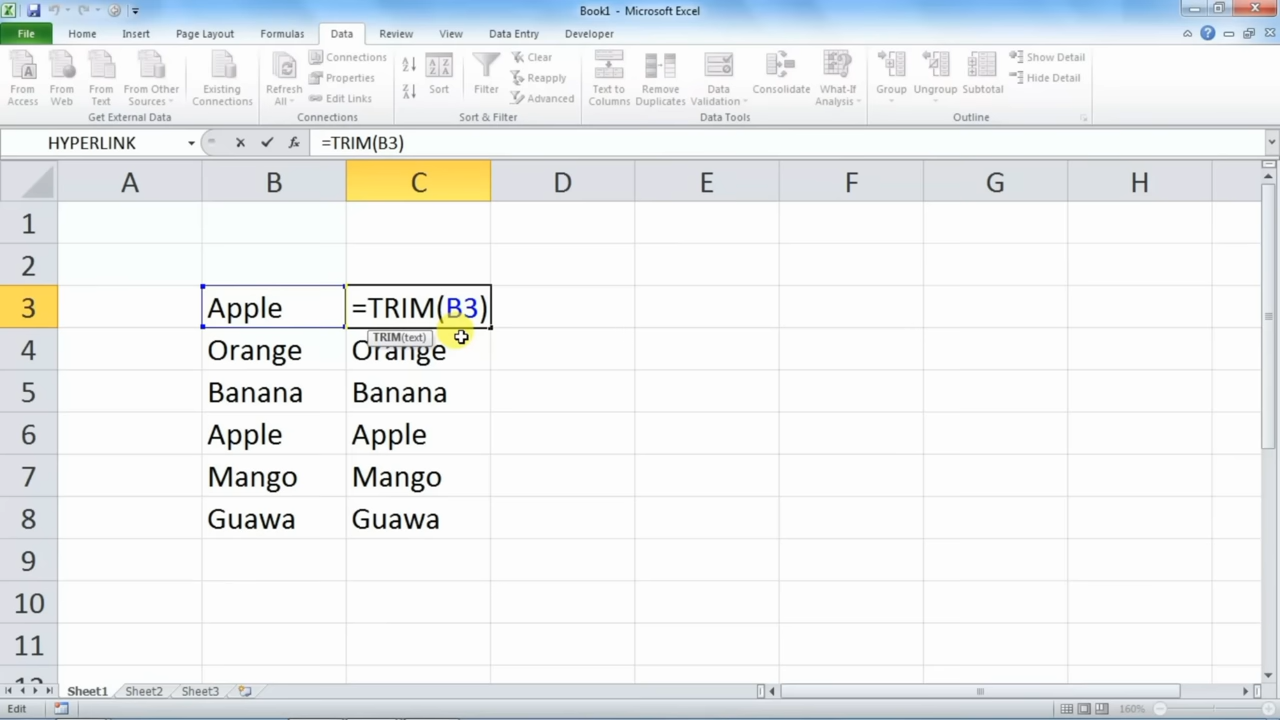 Book1 - Microsoft Excel
File Home Insert Page Layout Formulas Data Review View Data Entry Developer
From Access
From Web
From Text
From Other Sources
Existing Connections
Get External Data
Refresh All
Connections
Properties
Edit Links
Connections
Sort
Filter
Clear
Reapply
Advanced
Sort & Filter
Text to Columns
Remove Duplicates
Data Validation
Consolidate
What-If Analysis
Data Tools
Group
Ungroup
Subtotal
Show Detail
Hide Detail
Outline
HYPERLINK fx =TRIM(B3)
A B C D E F G H
1
2
3 Apple =TRIM(B3)
TRIM(text)
4 Orange Orange
5 Banana Banana
6 Apple Apple
7 Mango Mango
8 Guawa Guawa
9
10
11
12
Sheet1 Sheet2 Sheet3
Edit 160%